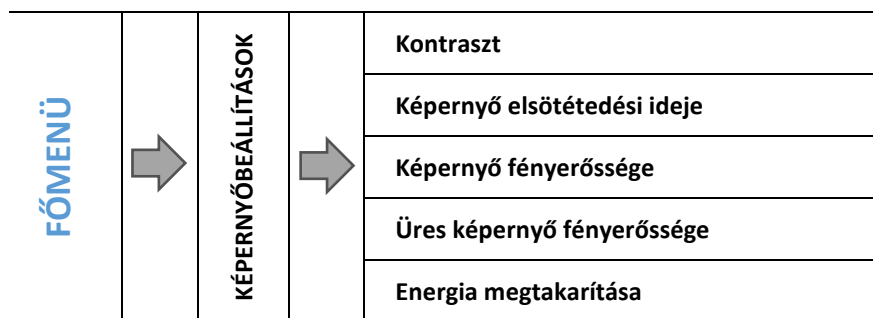 FŐMENÜ
KÉPERNYŐBEÁLLÍTÁSOK
Kontraszt
Képernyő elsötétedési ideje
Képernyő fényerőssége
Üres képernyő fényerőssége
Energia megtakarítása